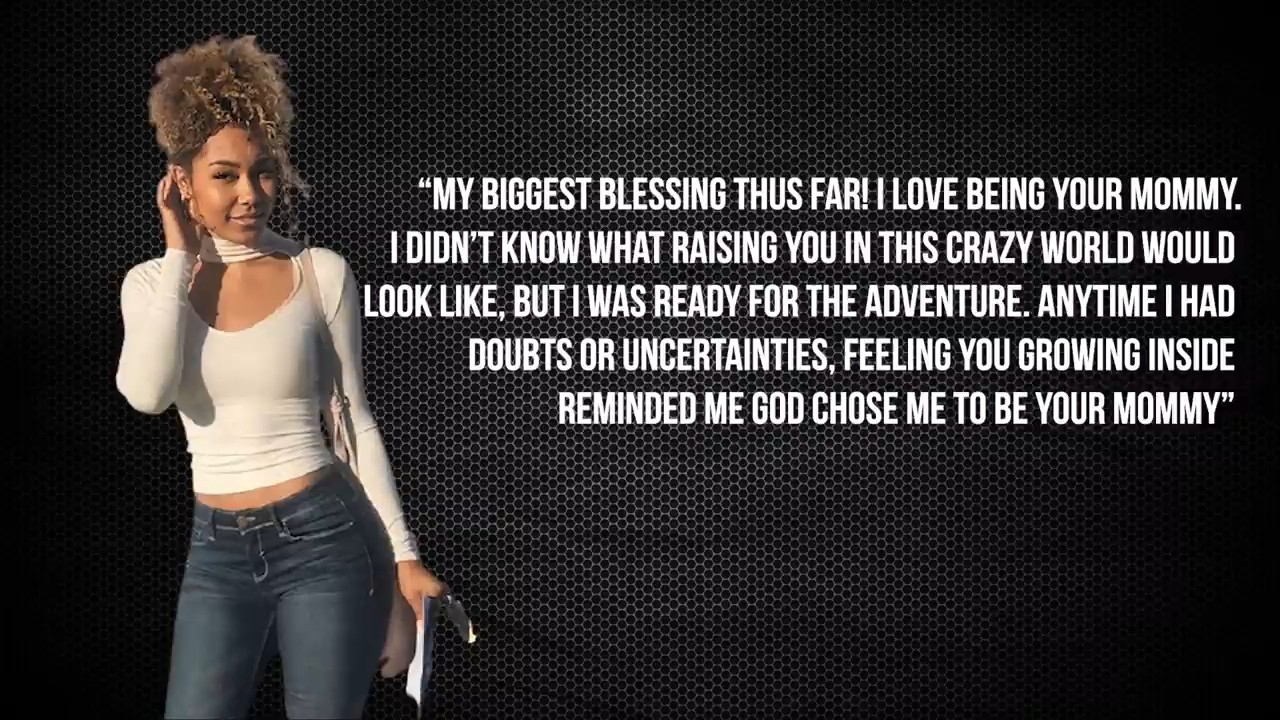 “MY BIGGEST BLESSING THUS FAR! I LOVE BEING YOUR MOMMY.
I DIDN’T KNOW WHAT RAISING YOU IN THIS CRAZY WORLD WOULD
LOOK LIKE, BUT I WAS READY FOR THE ADVENTURE. ANYTIME I HAD
DOUBTS OR UNCERTAINTIES, FEELING YOU GROWING INSIDE
REMINDED ME GOD CHOSE ME TO BE YOUR MOMMY”